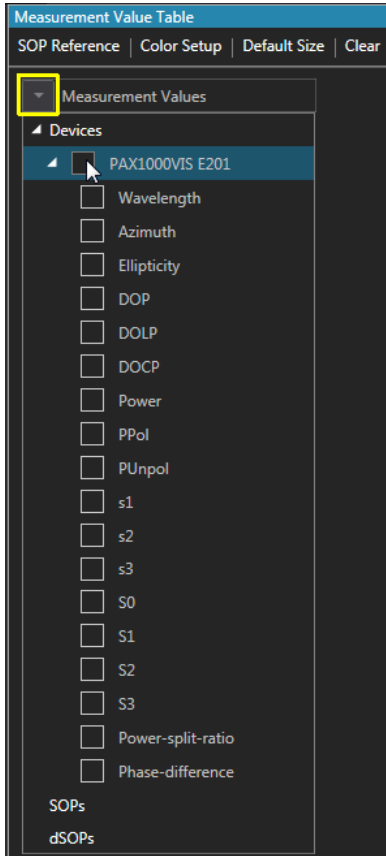 Measurement Value Table
SOP Reference | Color Setup | Default Size | Clear
Measurement Values
Devices
PAX1000VIS E201
Wavelength
Azimuth
Ellipticity
DOP
DOLP
DOCP
Power
PPol
PUnpol
s1
s2
s3
S0
S1
S2
S3
Power-split-ratio
Phase-difference
SOPs
dSOPs